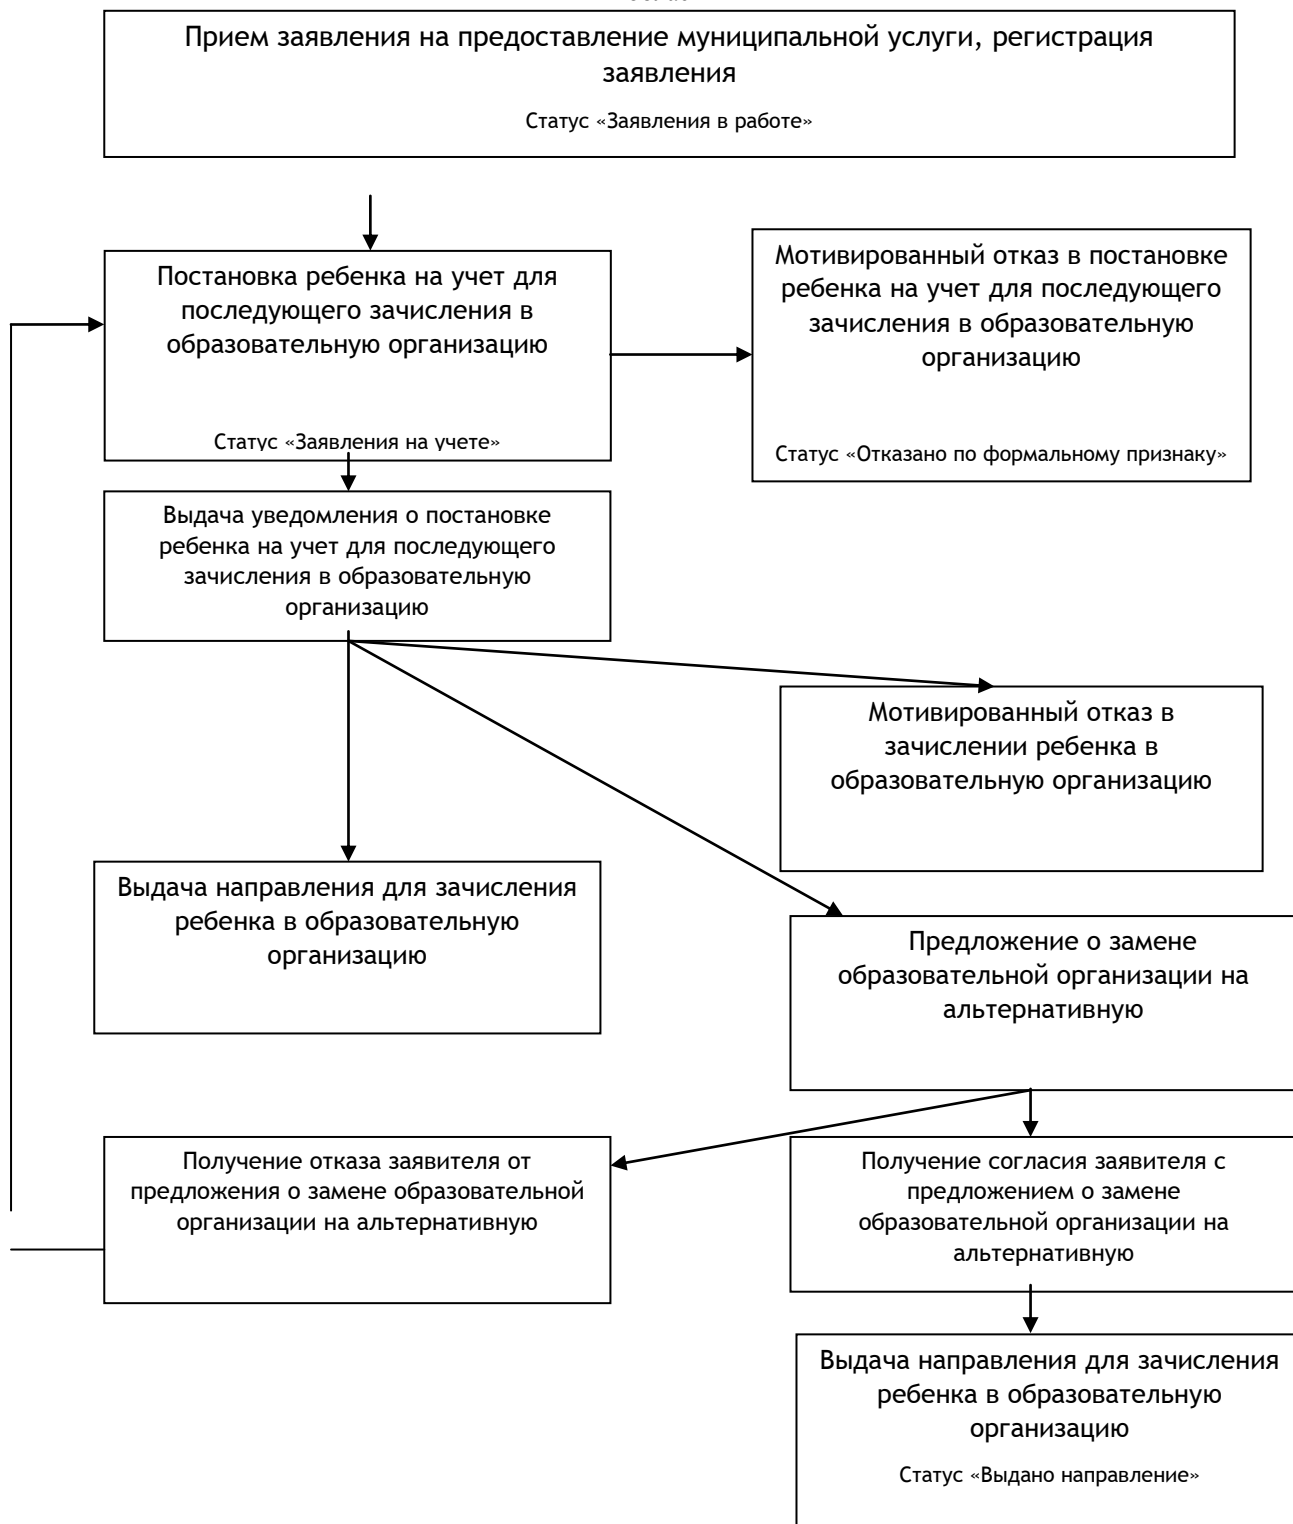 Прием заявления на предоставление муниципальной услуги, регистрация
заявления
Статус «Заявления в работе»
Постановка ребенка на учет для
последующего зачисления в
образовательную организацию
Статус «Заявления на учете»
Мотивированный отказ в постановке
ребенка на учет для последующего
зачисления в образовательную
организацию
Статус «Отказано по формальному признаку»
Выдача уведомления о постановке
ребенка на учет для последующего
зачисления в образовательную
организацию
Мотивированный отказ в
зачислении ребенка в
образовательную организацию
Выдача направления для зачисления
ребенка в образовательную
организацию
Предложение о замене
образовательной организации на
альтернативную
Получение отказа заявителя от
предложения о замене образовательной
организации на альтернативную
Получение согласия заявителя с
предложением о замене
образовательной организации на
альтернативную
Выдача направления для зачисления
ребенка в образовательную
организацию
Статус «Выдано направление»